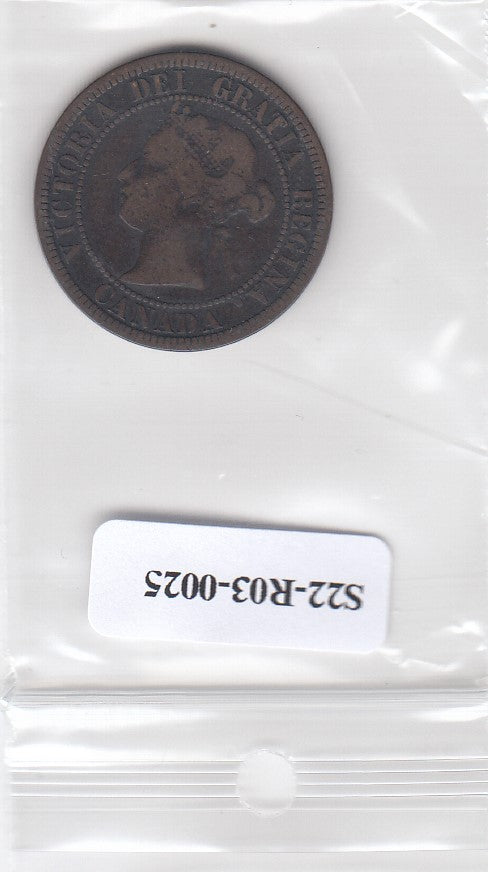 VICTORIA DEI GRATIA REGINA.
CANADA
S22-R03-0025